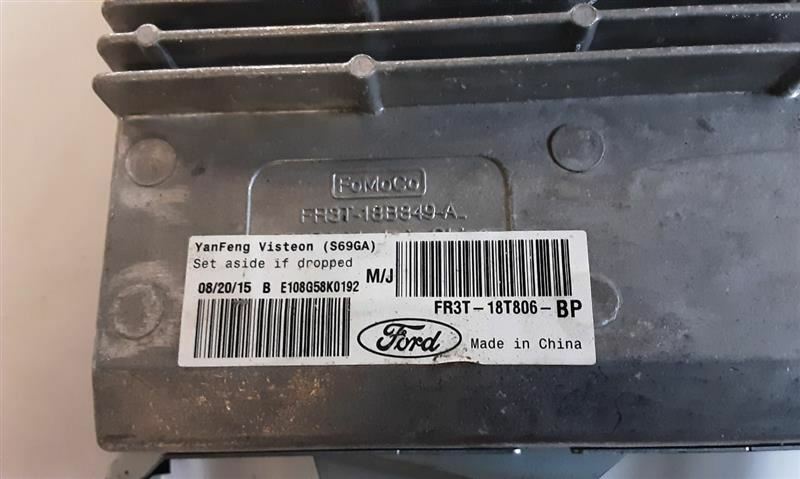 FoMoCo
FR3T-18B849-A
YanFeng Visteon (S69GA)
Set aside if dropped
08/20/15 B E108G58K0192
M/J
FR3T-18T806-BP
Ford
Made in China